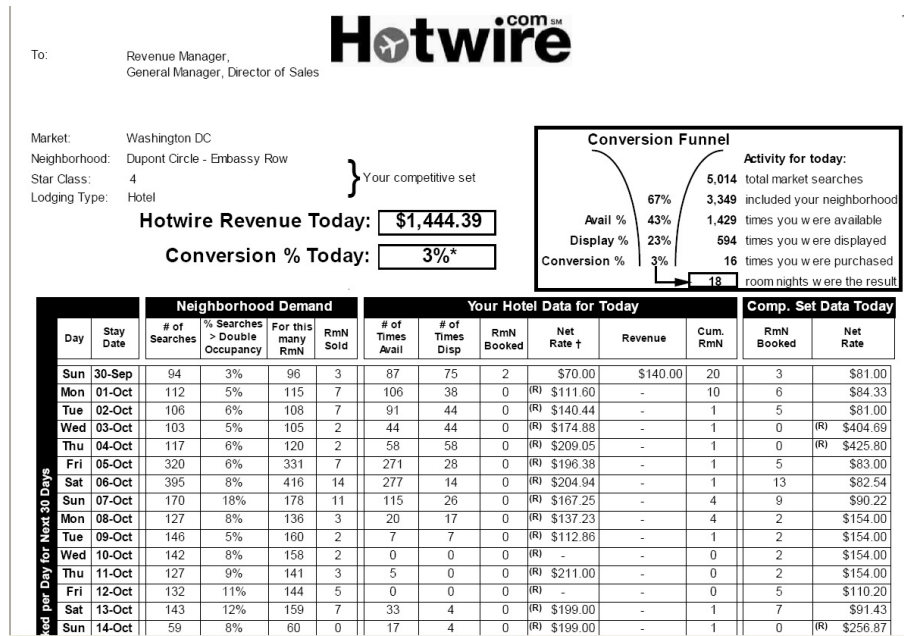 Hotwire.com SM
To: Revenue Manager,
General Manager, Director of Sales
Market: Washington DC
Neighborhood: Dupont Circle - Embassy Row
Star Class: 4
Lodging Type: Hotel
} Your competitive set
Hotwire Revenue Today: $1,444.39
Conversion % Today: 3%*
Conversion Funnel
Activity for today:
5,014 total market searches
67% 3,349 included your neighborhood
Avail % 43% 1,429 times you were available
Display % 23% 594 times you were displayed
Conversion % 3% 16 times you were purchased
18 room nights were the result
Neighborhood Demand Your Hotel Data for Today Comp. Set Data Today
Day Stay Date # of Searches % Searches > Double Occupancy For this many RmN RmN Sold # of Times Avail # of Times Disp RmN Booked Net Rate † Revenue Cum. RmN RmN Booked Net Rate
Sun 30-Sep 94 3% 96 3 87 75 2 $70.00 $140.00 20 3 $81.00
Mon 01-Oct 112 5% 115 7 106 38 0 (R) $111.60 - 10 6 $84.33
Tue 02-Oct 106 6% 108 7 91 44 0 (R) $140.44 - 1 5 $81.00
Wed 03-Oct 103 5% 105 2 44 44 0 (R) $174.88 - 1 0 (R) $404.69
Thu 04-Oct 117 6% 120 2 58 58 0 (R) $209.05 - 1 0 (R) $425.80
Fri 05-Oct 320 6% 331 7 271 28 0 (R) $196.38 - 1 5 $83.00
Sat 06-Oct 395 8% 416 14 277 14 0 (R) $204.94 - 1 13 $82.54
Sun 07-Oct 170 18% 178 11 115 26 0 (R) $167.25 - 4 9 $90.22
Mon 08-Oct 127 8% 136 3 20 17 0 (R) $137.23 - 4 2 $154.00
Tue 09-Oct 146 5% 160 2 7 7 0 (R) $112.86 - 1 2 $154.00
Wed 10-Oct 142 8% 158 2 0 0 0 (R) - - 0 2 $154.00
Thu 11-Oct 127 9% 141 3 5 0 0 (R) $211.00 - 0 2 $154.00
Fri 12-Oct 132 11% 144 5 0 0 0 (R) - - 0 5 $110.20
Sat 13-Oct 143 12% 159 7 33 4 0 (R) $199.00 - 1 7 $91.43
Sun 14-Oct 59 8% 60 0 17 4 0 (R) $199.00 - 1 0 (R) $256.87
ked per Day for Next 30 Days